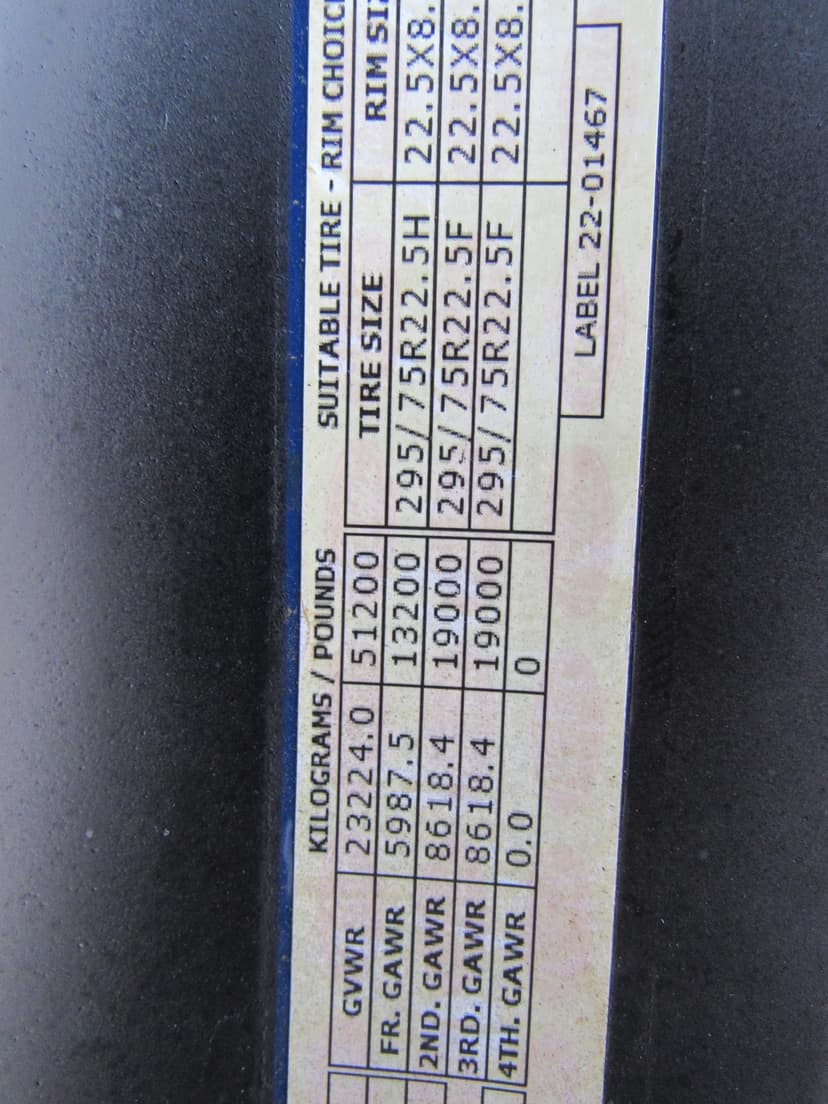 KILOGRAMS / POUNDS SUITABLE TIRE - RIM
TIRE SIZE RIM
GVWR 23224.0 51200
FR. GAWR 5987.5 13200 295/75R22.5H 22.5X8.
2ND. GAWR 8618.4 19000 295/75R22.5F 22.5X8.
3RD. GAWR 8618.4 19000 295/75R22.5F 22.5X8.
4TH. GAWR 0.0 0
LABEL 22-01467